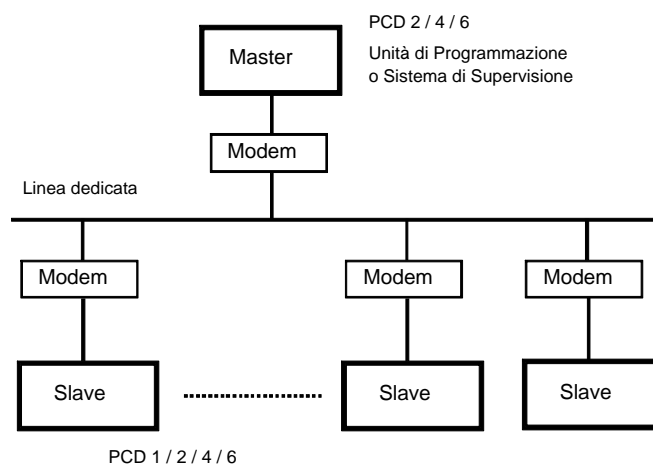 PCD 2 / 4 / 6
Master
Unità di Programmazione
o Sistema di Supervisione
Modem
Linea dedicata
Modem
Modem
Modem
Slave
Slave
Slave
PCD 1 / 2 / 4 / 6